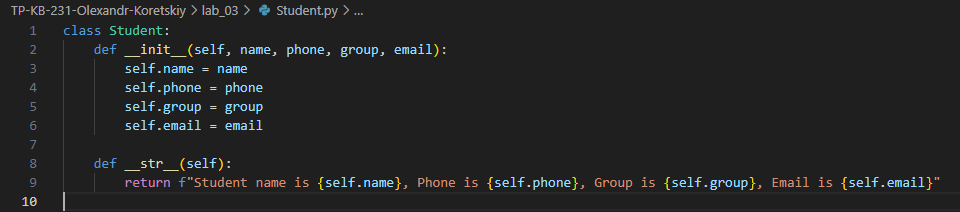 TP-KB-231-Olexandr-Koretskiy > lab_03 > Student.py > ...
1 class Student:
2     def __init__(self, name, phone, group, email):
3         self.name = name
4         self.phone = phone
5         self.group = group
6         self.email = email
7
8     def __str__(self):
9         return f"Student name is {self.name}, Phone is {self.phone}, Group is {self.group}, Email is {self.email}"
10